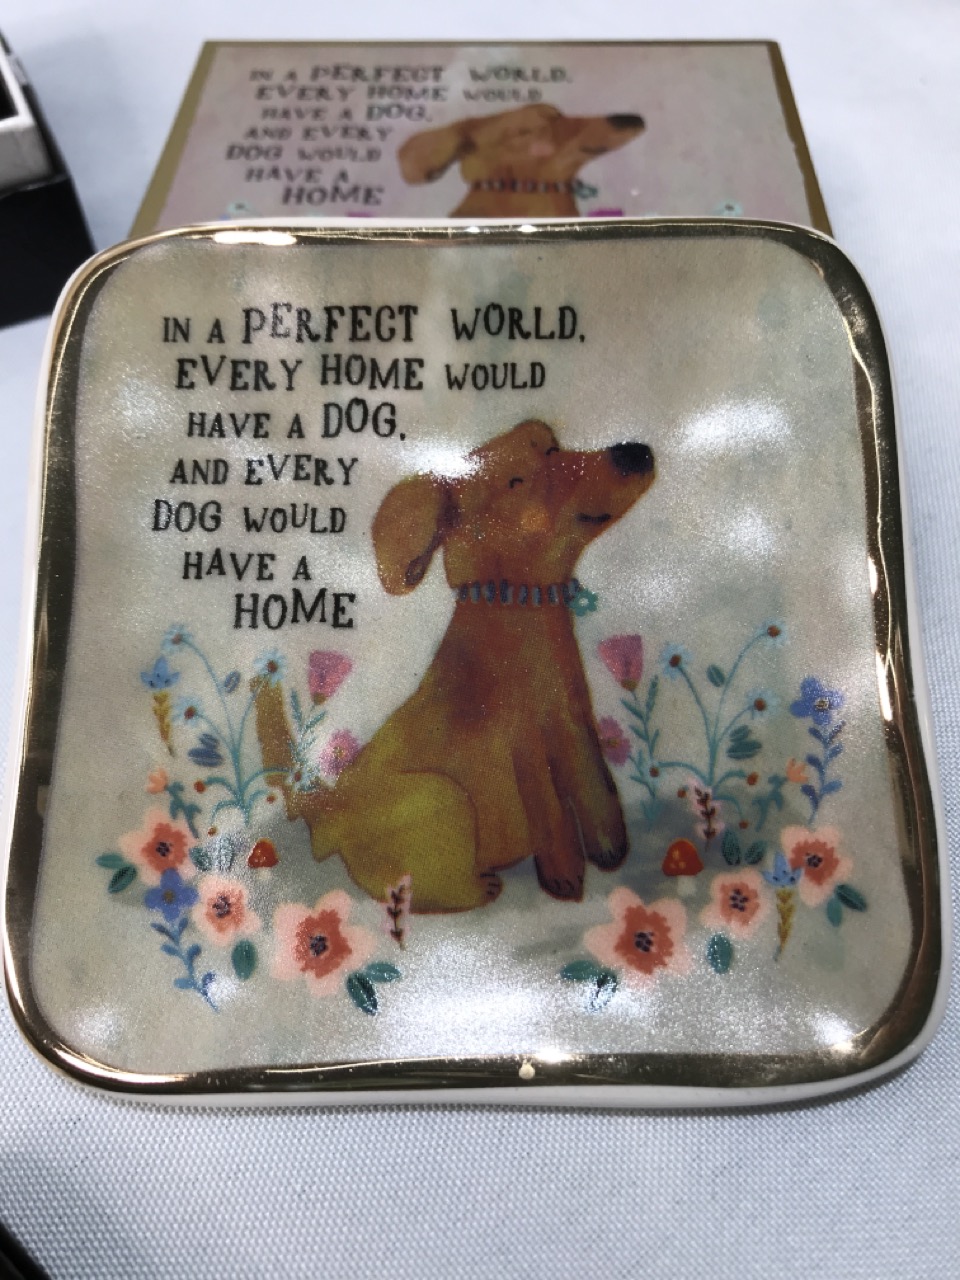 IN A PERFECT WORLD,
EVERY HOME WOULD
HAVE A DOG,
AND EVERY
DOG WOULD
HAVE A
HOME
IN A PERFECT WORLD,
EVERY HOME WOULD
HAVE A DOG,
AND EVERY
DOG WOULD
HAVE A
HOME